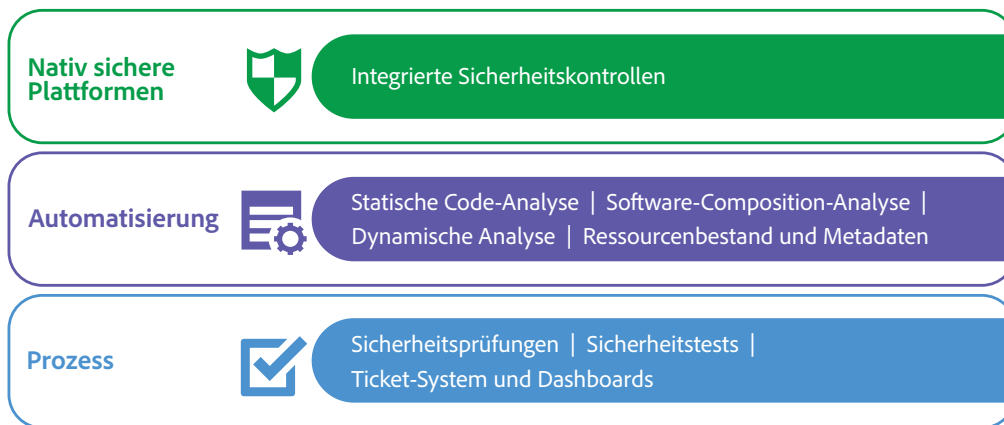 Nativ sichere
Plattformen
Integrierte Sicherheitskontrollen
Automatisierung
Statische Code-Analyse | Software-Composition-Analyse |
Dynamische Analyse | Ressourcenbestand und Metadaten
Prozess
Sicherheitsprüfungen | Sicherheitstests |
Ticket-System und Dashboards